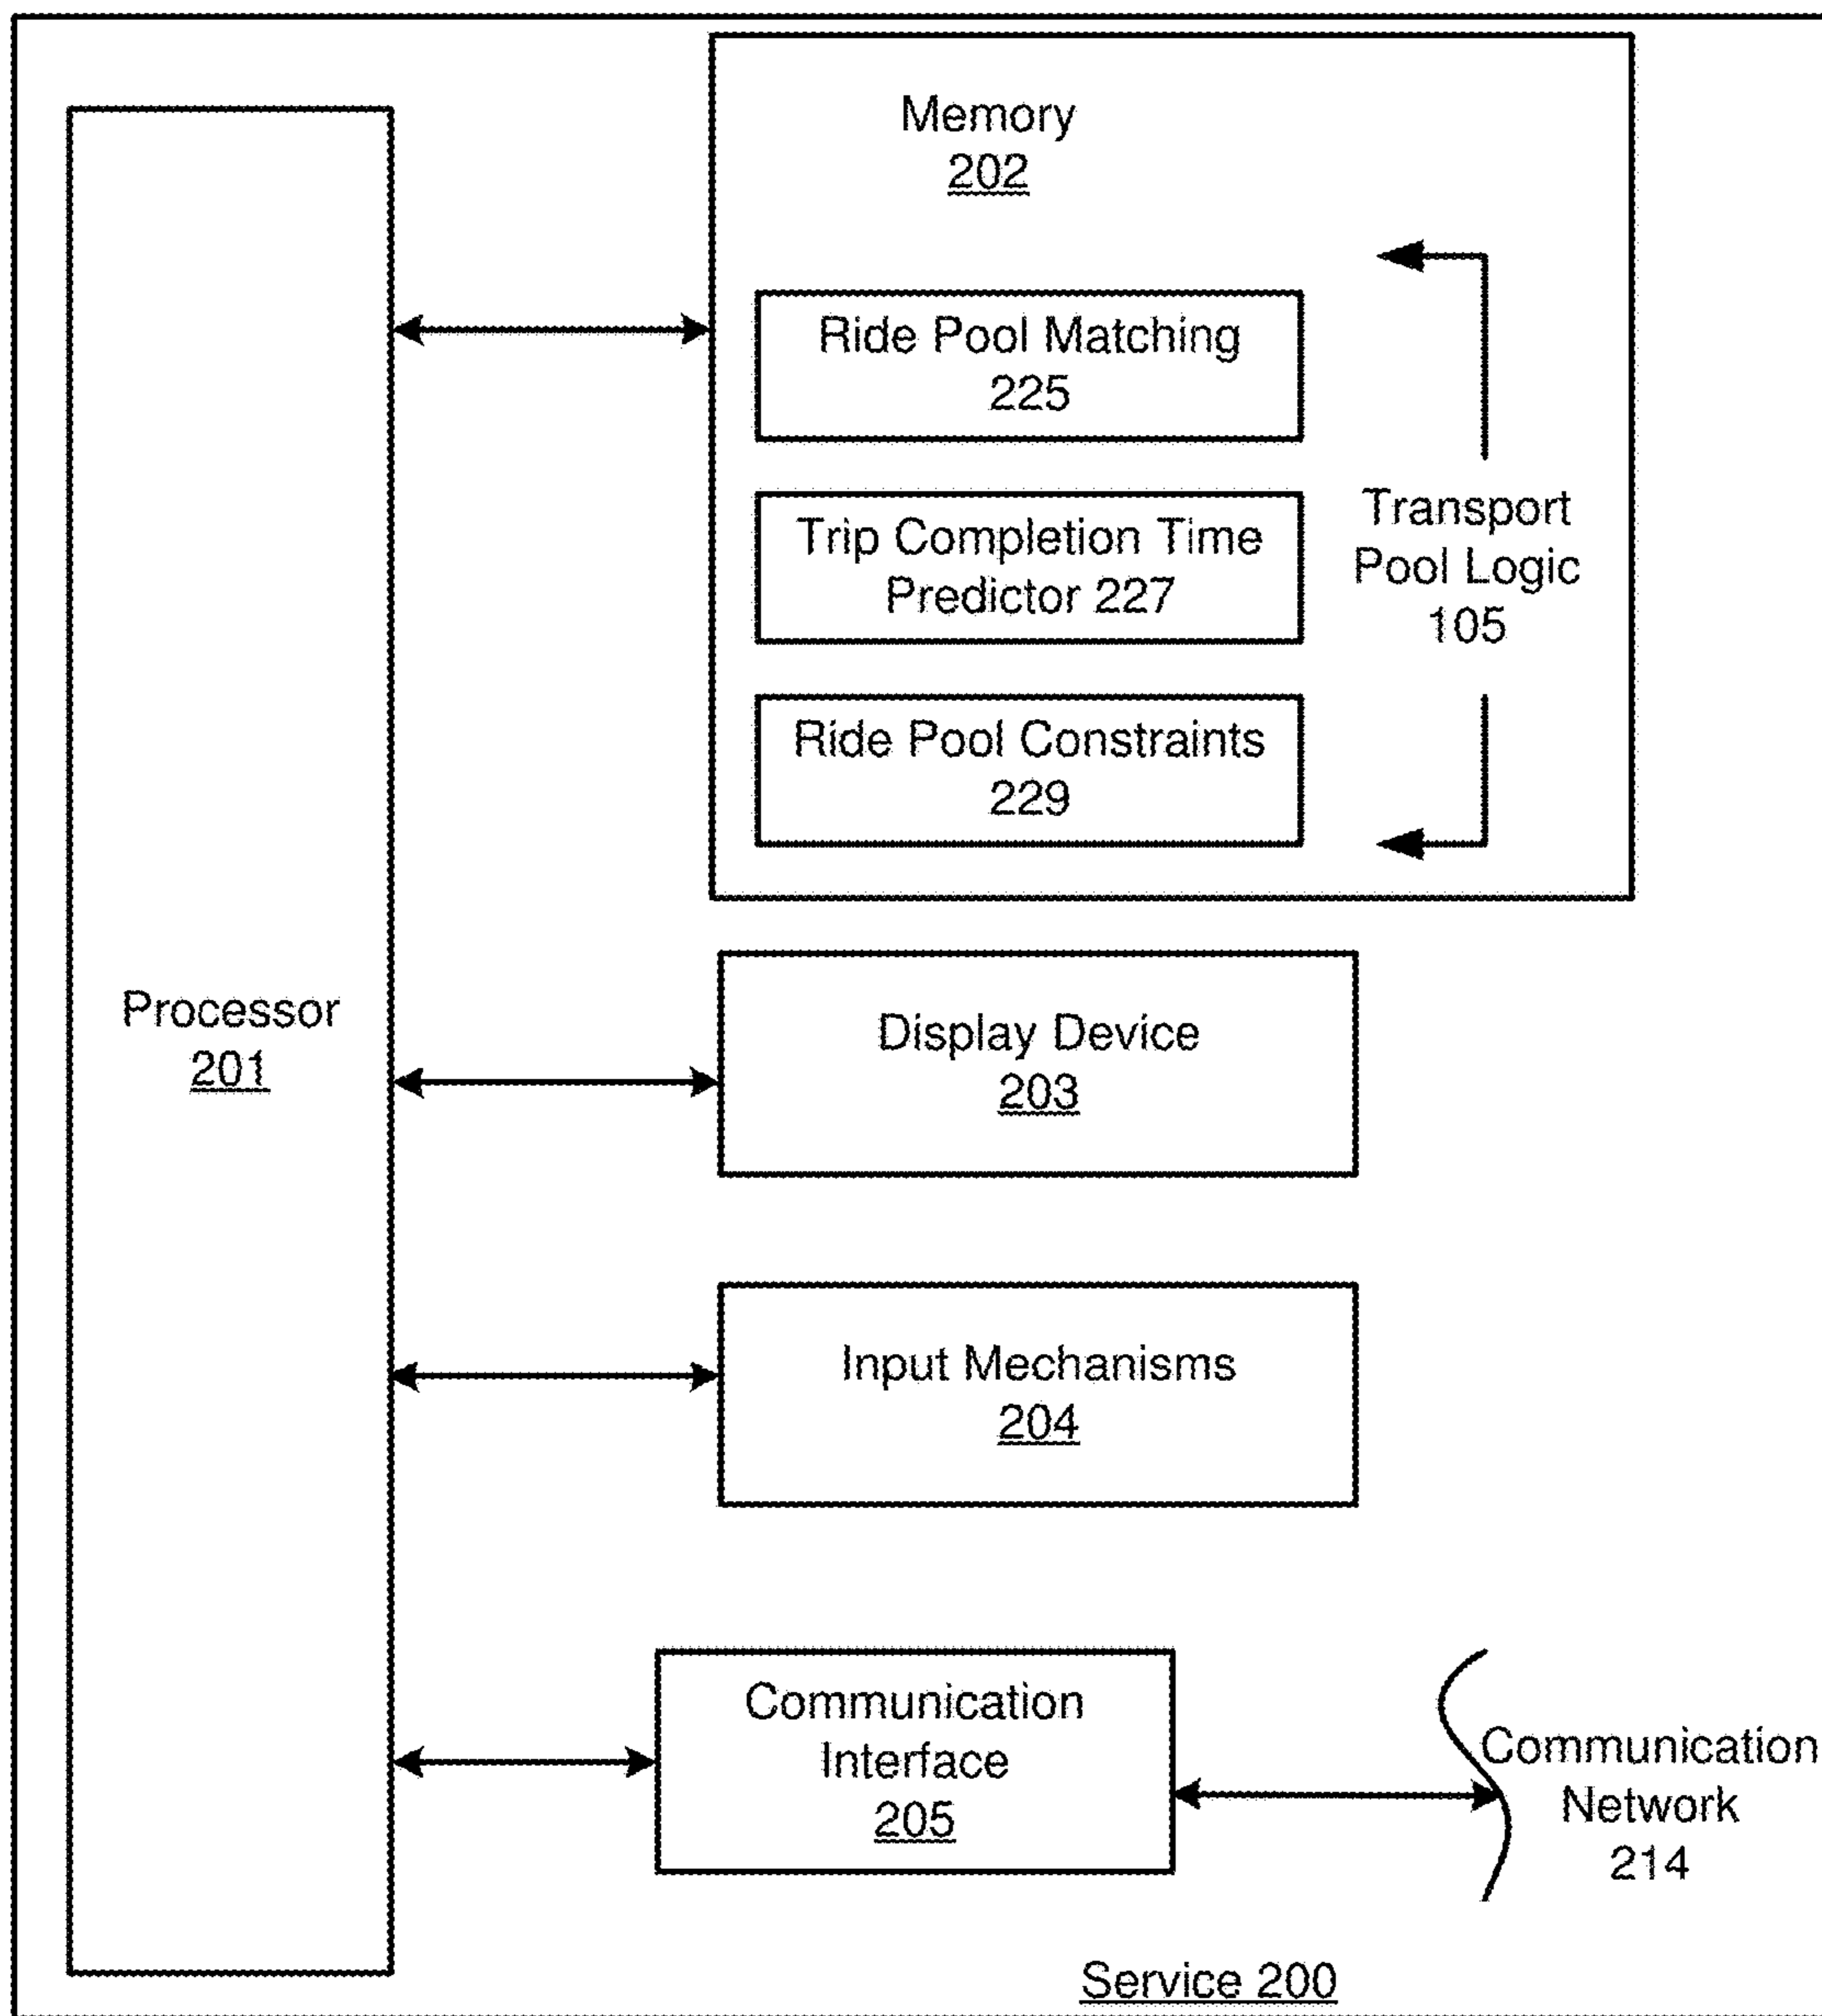 Memory
202
Ride Pool Matching
225
Trip Completion Time
Predictor 227
Ride Pool Constraints
229
Transport
Pool Logic
105
Processor
201
Display Device
203
Input Mechanisms
204
Communication
Interface
205
Communication
Network
214
Service 200